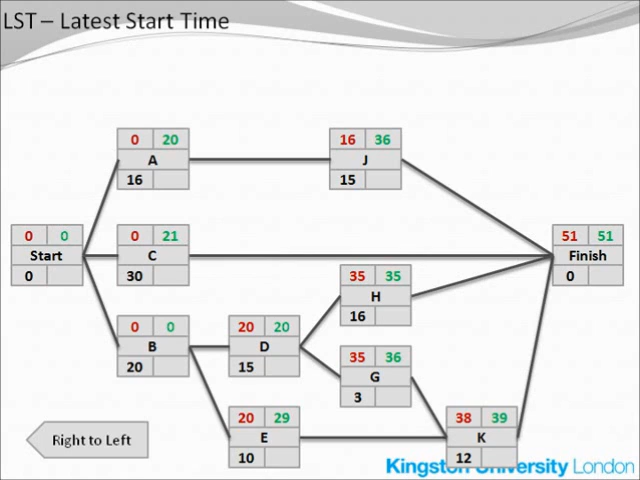 LST – Latest Start Time
0 20
A
16
16 36
J
15
0 0
Start
0
0 21
C
30
51 51
Finish
0
35 35
H
16
0 0
B
20
20 20
D
15
35 36
G
3
20 29
E
10
38 39
K
12
Right to Left
Kingston University London